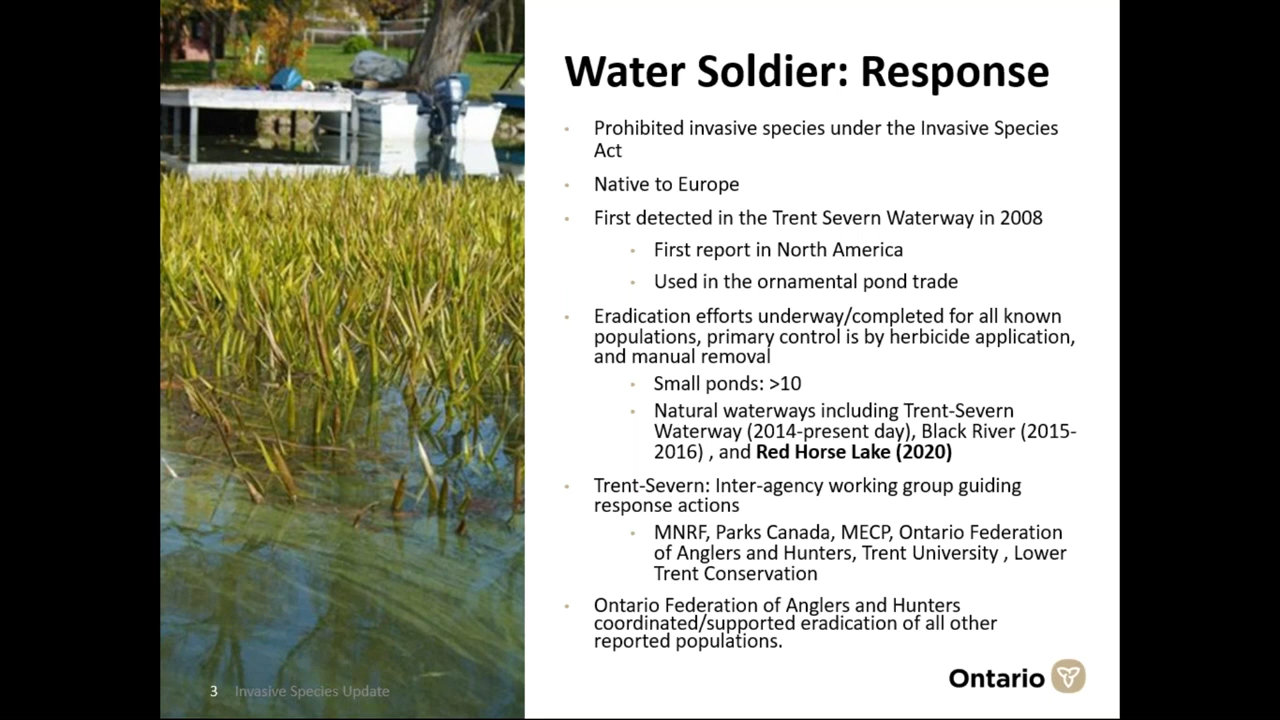 Water Soldier: Response
• Prohibited invasive species under the Invasive Species
Act
• Native to Europe
• First detected in the Trent Severn Waterway in 2008
• First report in North America
• Used in the ornamental pond trade
• Eradication efforts underway/completed for all known
populations, primary control is by herbicide application,
and manual removal
• Small ponds: >10
• Natural waterways including Trent-Severn
Waterway (2014-present day), Black River (2015-
2016) , and Red Horse Lake (2020)
• Trent-Severn: Inter-agency working group guiding
response actions
• MNRF, Parks Canada, MECP, Ontario Federation
of Anglers and Hunters, Trent University , Lower
Trent Conservation
• Ontario Federation of Anglers and Hunters
coordinated/supported eradication of all other
reported populations.
3 Invasive Species Update
Ontario